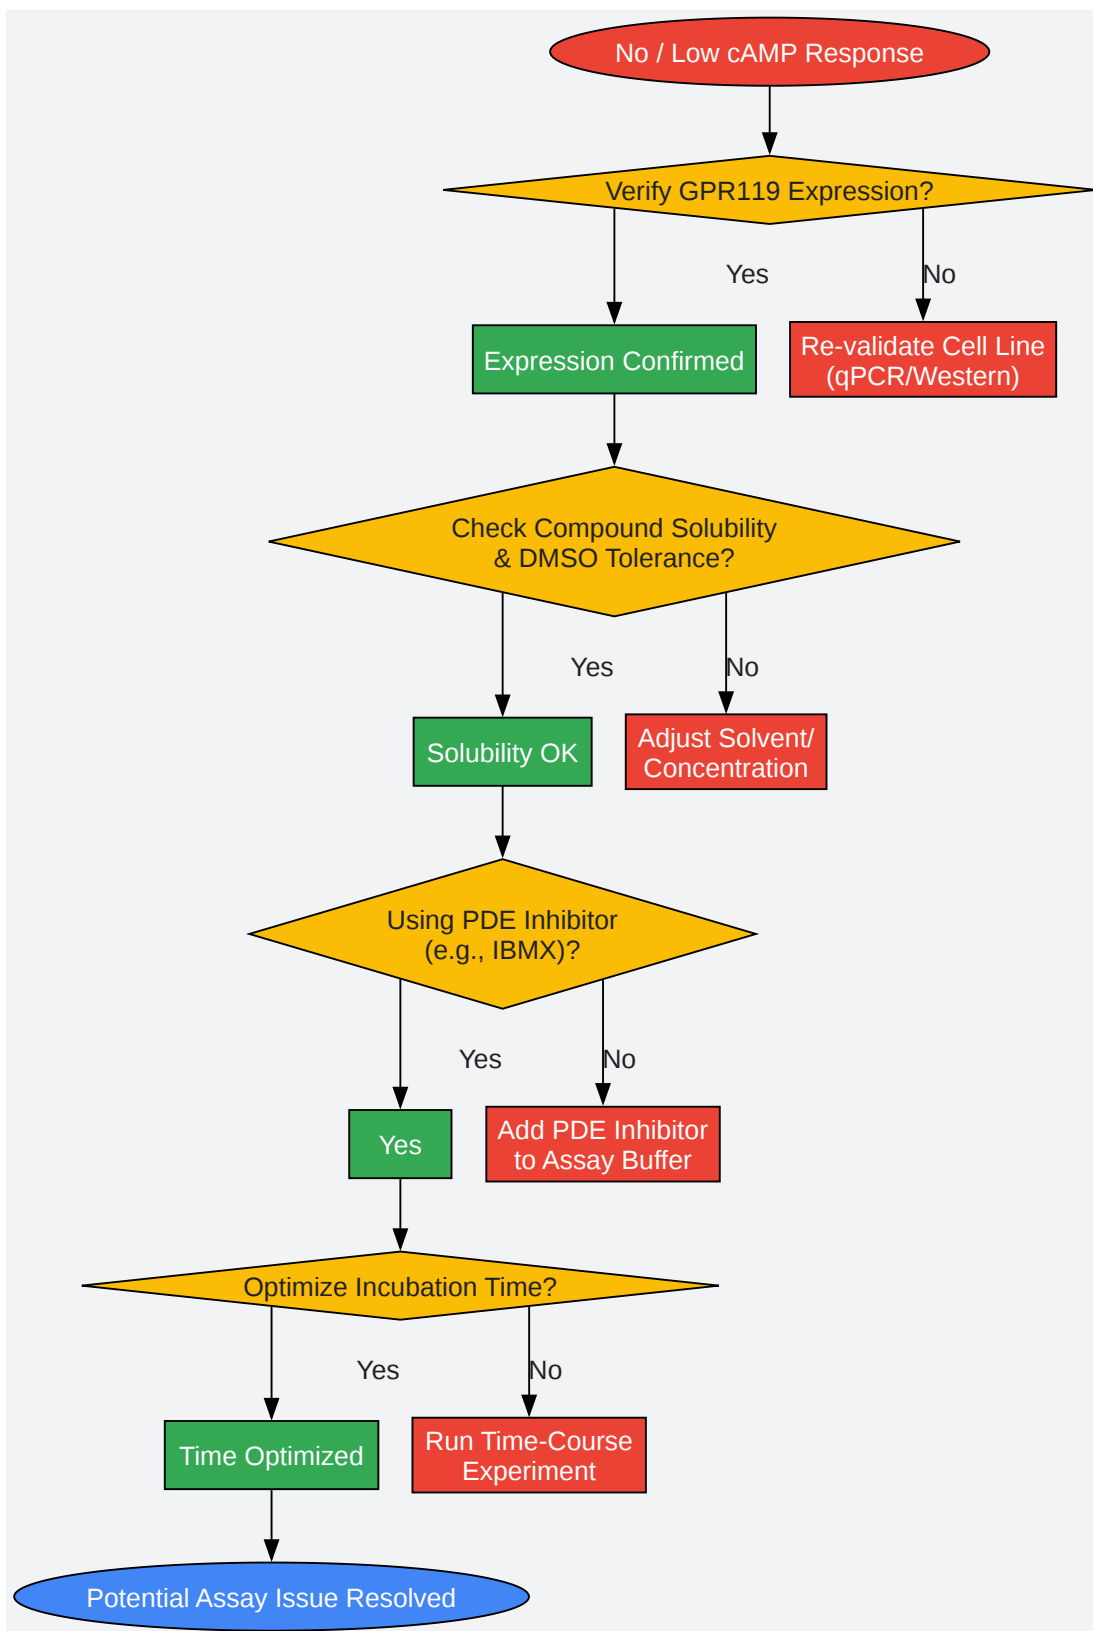 No / Low cAMP Response
Verify GPR119 Expression?
Yes
No
Expression Confirmed
Re-validate Cell Line
(qPCR/Western)
Check Compound Solubility
& DMSO Tolerance?
Yes
No
Solubility OK
Adjust Solvent/
Concentration
Using PDE Inhibitor
(e.g., IBMX)?
Yes
No
Yes
Add PDE Inhibitor
to Assay Buffer
Optimize Incubation Time?
Yes
No
Time Optimized
Run Time-Course
Experiment
Potential Assay Issue Resolved